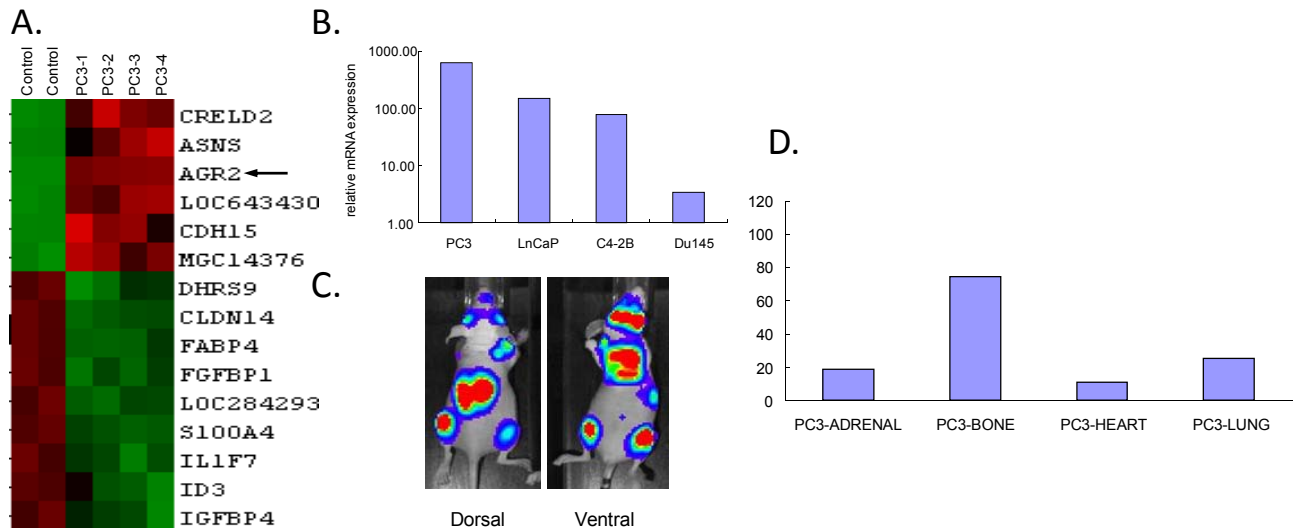 A.
Control
Control
PC3-1
PC3-2
PC3-3
PC3-4
CRELD2
ASNS
AGR2
LOC643430
CDH15
MGC14376
DHRS9
CLDN14
FABP4
FGFBP1
LOC284293
S100A4
IL1F7
ID3
IGFBP4
B.
relative mRNA expression
1000.00
100.00
10.00
1.00
PC3
LnCaP
C4-2B
Du145
C.
Dorsal
Ventral
D.
120
100
80
60
40
20
0
PC3-ADRENAL
PC3-BONE
PC3-HEART
PC3-LUNG